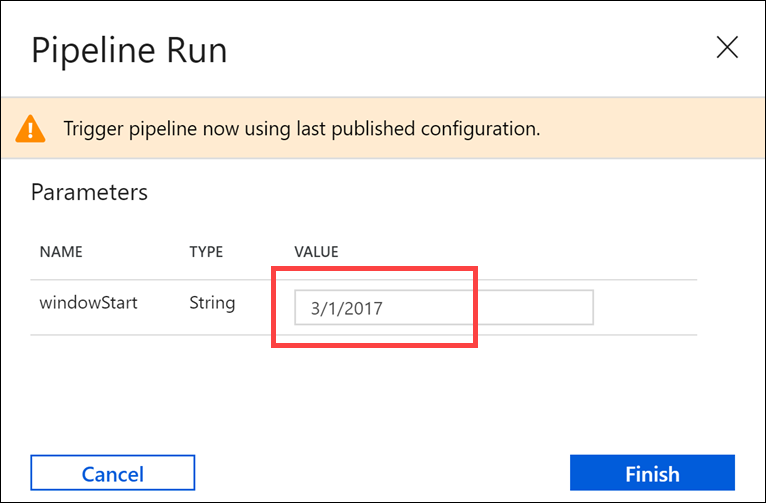 Pipeline Run
Trigger pipeline now using last published configuration.
Parameters
NAME TYPE VALUE
windowStart String 3/1/2017
Cancel Finish